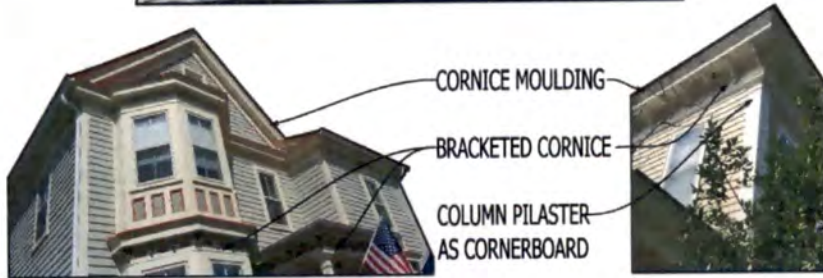 CORNICE MOULDING
BRACKETED CORNICE
COLUMN PILASTER
AS CORNERBOARD